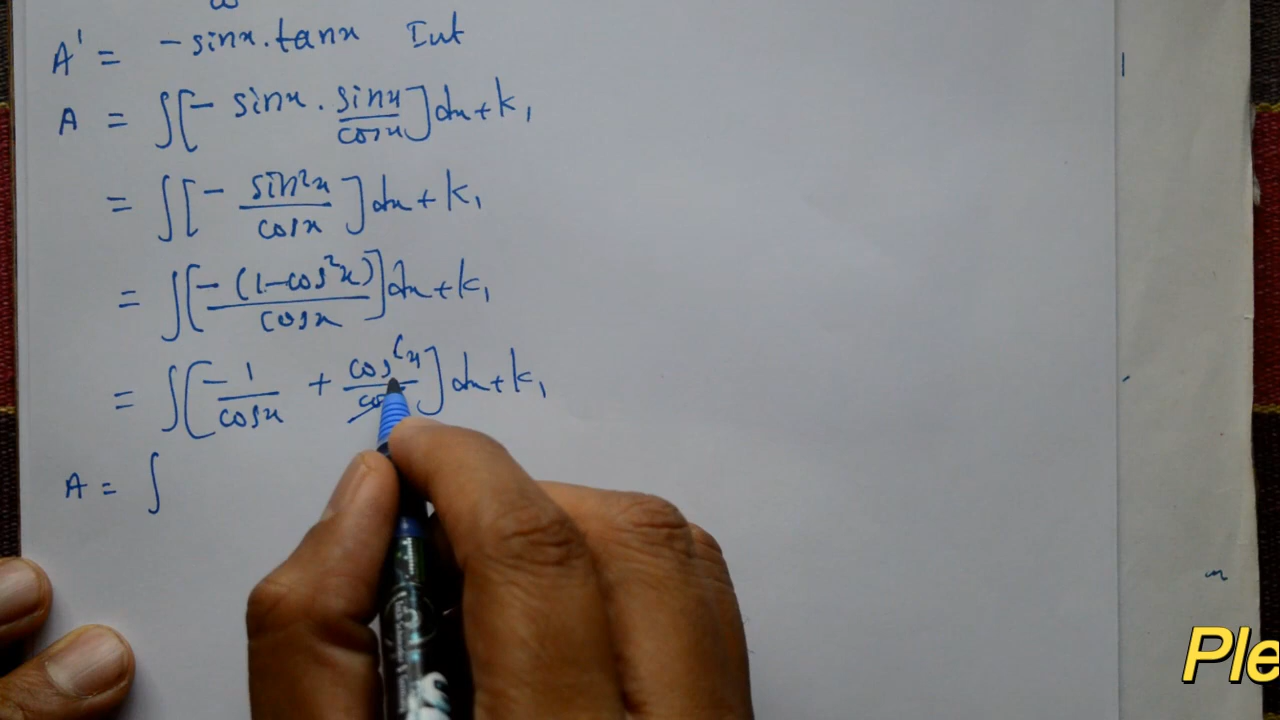 A' = -sinx.tanx Int
A = ∫[- sinx . sinx/cosx]dx + k₁
= ∫[- sin²x/cosx]dx + k₁
= ∫[-(1-cos²x)/cosx]dx + k₁
= ∫[-1/cosx + cos²x/]dx + k₁
A = ∫
Ple